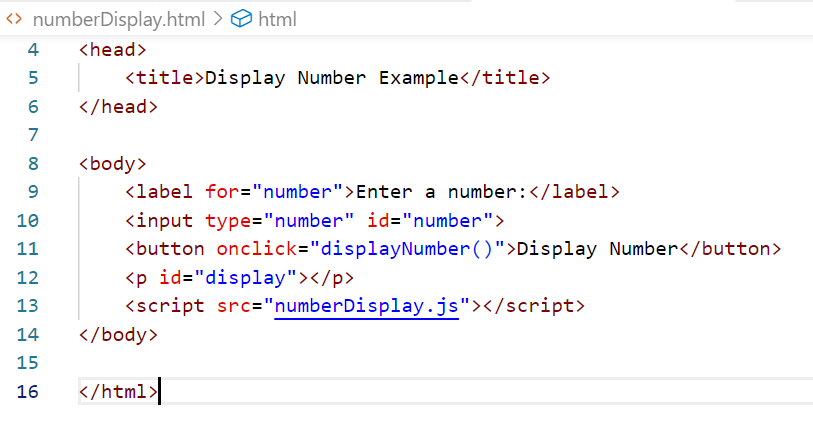 <> numberDisplay.html > html
4 <head>
5     <title>Display Number Example</title>
6 </head>
7
8 <body>
9     <label for="number">Enter a number:</label>
10     <input type="number" id="number">
11     <button onclick="displayNumber()">Display Number</button>
12     <p id="display"></p>
13     <script src="numberDisplay.js"></script>
14 </body>
15
16 </html>